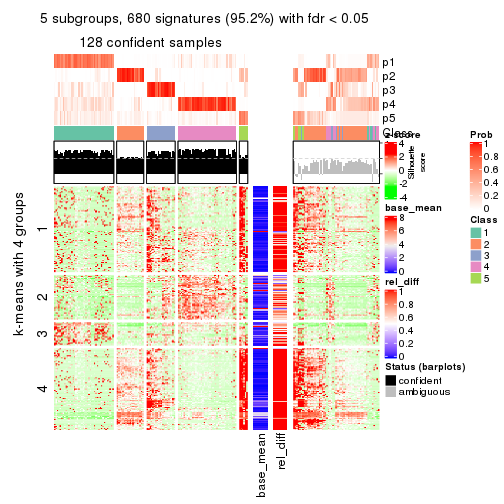 5 subgroups, 680 signatures (95.2%) with fdr < 0.05
128 confident samples
p1
p2
p3
p4
p5
Class
z-score
4
2
0
-2
-4
Silhouette
score
base_mean
8
6
4
2
0
rel_diff
1
0.8
0.6
0.4
0.2
0
Status (barplots)
confident
ambiguous
Prob
1
0.8
0.6
0.4
0.2
0
Class
1
2
3
4
5
k-means with 4 groups
1
2
3
4
base_mean
rel_diff